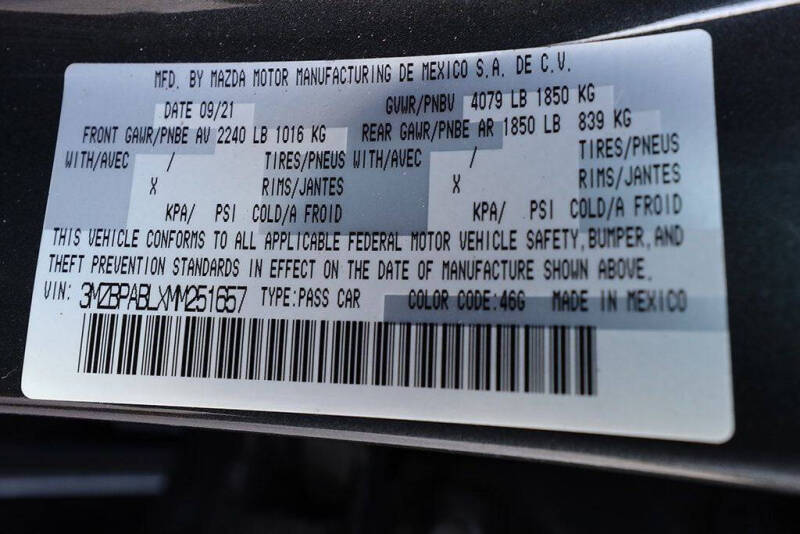 MFD. BY MAZDA MOTOR MANUFACTURING DE MEXICO S.A. DE C.V.
DATE 09/21 GVWR/PNBV 4079 LB 1850 KG
FRONT GAWR/PNBE AV 2240 LB 1016 KG REAR GAWR/PNBE AR 1850 LB 839 KG
WITH/AVEC / TIRES/PNEUS WITH/AVEC / TIRES/PNEUS
X RIMS/JANTES X RIMS/JANTES
KPA/ PSI COLD/A FROID KPA/ PSI COLD/A FROID
THIS VEHICLE CONFORMS TO ALL APPLICABLE FEDERAL MOTOR VEHICLE SAFETY, BUMPER, AND
THEFT PREVENTION STANDARDS IN EFFECT ON THE DATE OF MANUFACTURE SHOWN ABOVE.
VIN: 3MZBPABLXMM251657 TYPE:PASS CAR COLOR CODE:46G MADE IN MEXICO